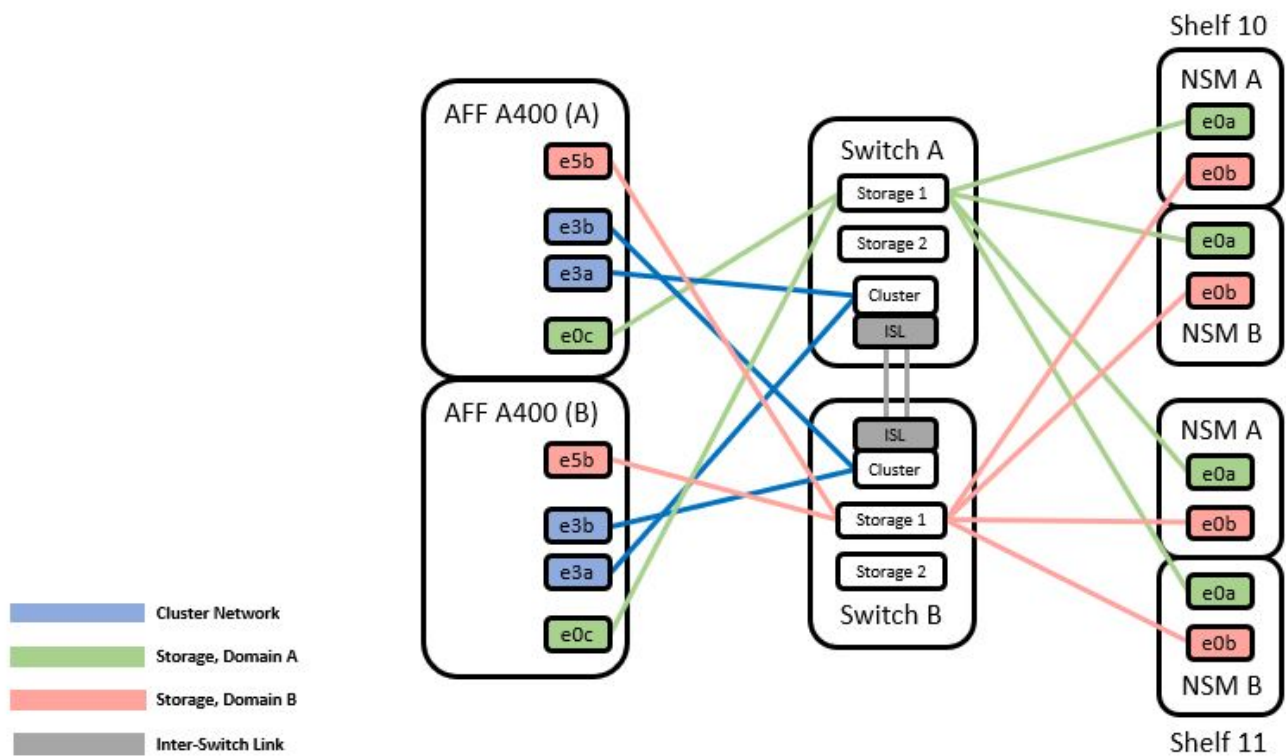 Shelf 10
AFF A400 (A)
e5b
e3b
e3a
e0c
AFF A400 (B)
e5b
e3b
e3a
e0c
Switch A
Storage 1
Storage 2
Cluster
ISL
ISL
Cluster
Storage 1
Storage 2
Switch B
NSM A
e0a
e0b
e0a
e0b
NSM B
NSM A
e0a
e0b
e0a
e0b
NSM B
Shelf 11
Cluster Network
Storage, Domain A
Storage, Domain B
Inter-Switch Link